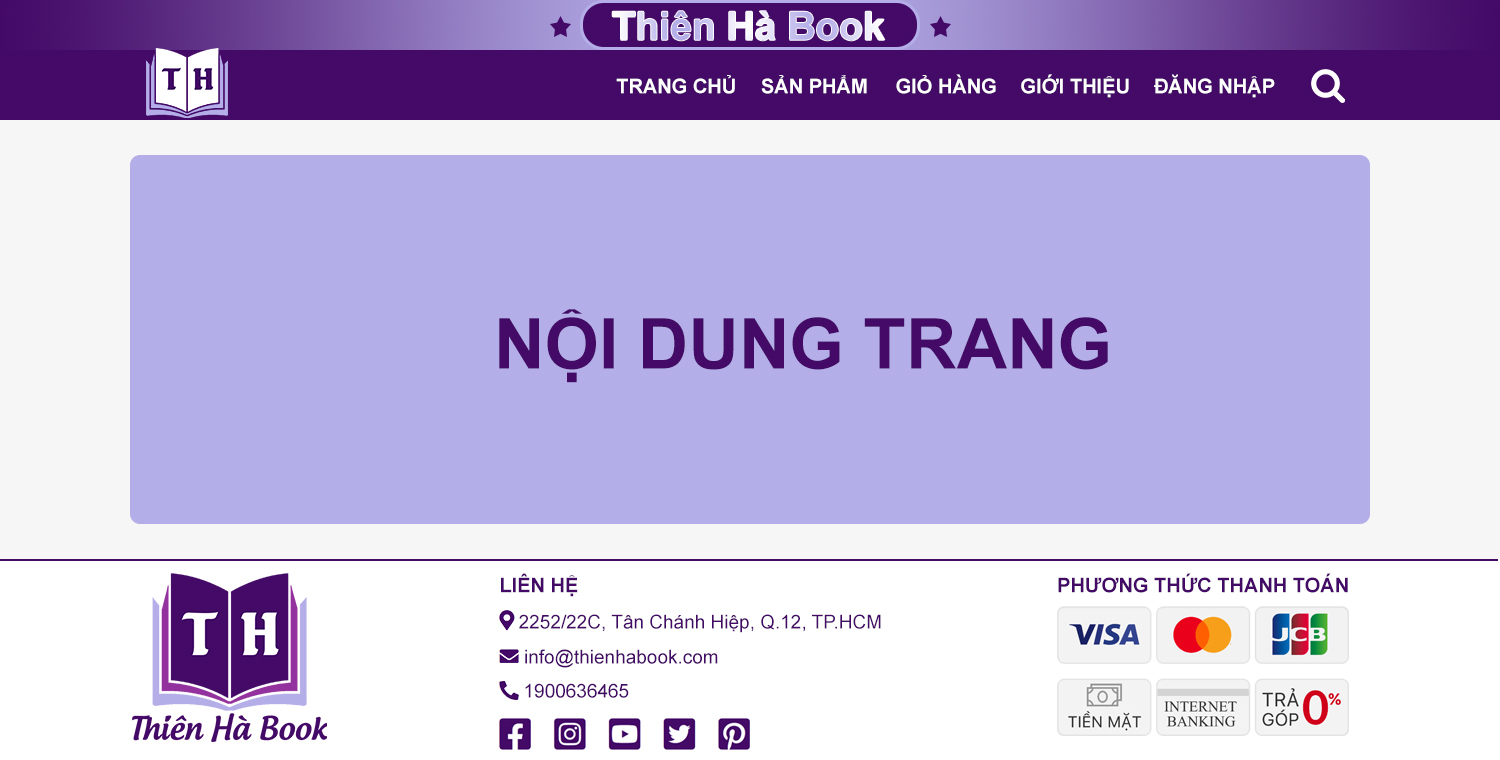 Thiên Hà Book
T H
TRANG CHỦ SẢN PHẨM GIỎ HÀNG GIỚI THIỆU ĐĂNG NHẬP
NỘI DUNG TRANG
T H
Thiên Hà Book
LIÊN HỆ
2252/22C, Tân Chánh Hiệp, Q.12, TP.HCM
info@thienhabook.com
1900636465
PHƯƠNG THỨC THANH TOÁN
VISA
JCB
TIỀN MẶT
INTERNET
BANKING
TRẢ
GÓP 0%